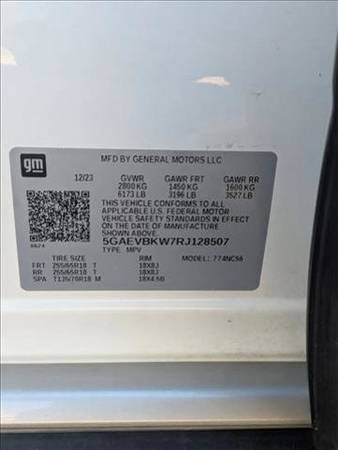 gm
MFD BY GENERAL MOTORS LLC
12/23 GVWR GAWR FRT GAWR RR
2800 KG 1450 KG 1600 KG
6173 LB 3196 LB 3527 LB
THIS VEHICLE CONFORMS TO ALL
APPLICABLE U.S. FEDERAL MOTOR
VEHICLE SAFETY STANDARDS IN EFFECT
ON THE DATE OF MANUFACTURE SHOWN ABOVE.
5GAEVBKW7RJ128507
TYPE: MPV MODEL: 774NC56
TIRE SIZE RIM
FRT 255/65R18 T 18X8J
RR 255/65R18 T 18X8J
SPA T135/70R18 M 18X4.5B